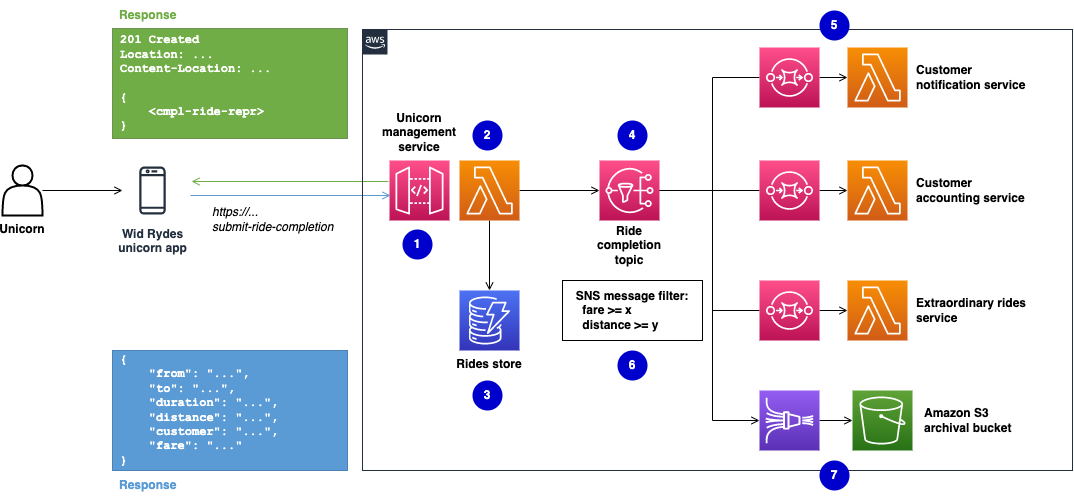 Response
201 Created
Location: ...
Content-Location: ...
{
<cmpl-ride-repr>
}
Unicorn
Wid Rydes
unicorn app
https://...
submit-ride-completion
{
"from": "...",
"to": "...",
"duration": "...",
"distance": "...",
"customer": "...",
"fare": "..."
}
Response
aws
Unicorn
management
service
</>
1
2
Rides store
3
4
Ride
completion
topic
SNS message filter:
fare >= x
distance >= y
6
5
Customer
notification service
Customer
accounting service
Extraordinary rides
service
Amazon S3
archival bucket
7